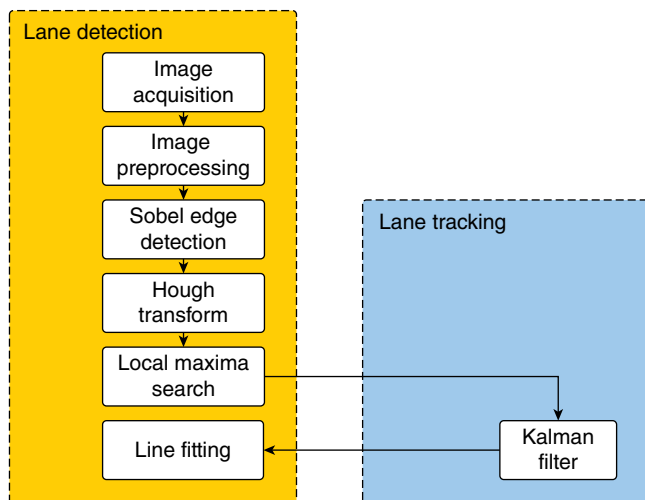 Lane detection
Image
acquisition
Image
preprocessing
Sobel edge
detection
Hough
transform
Local maxima
search
Line fitting
Lane tracking
Kalman
filter